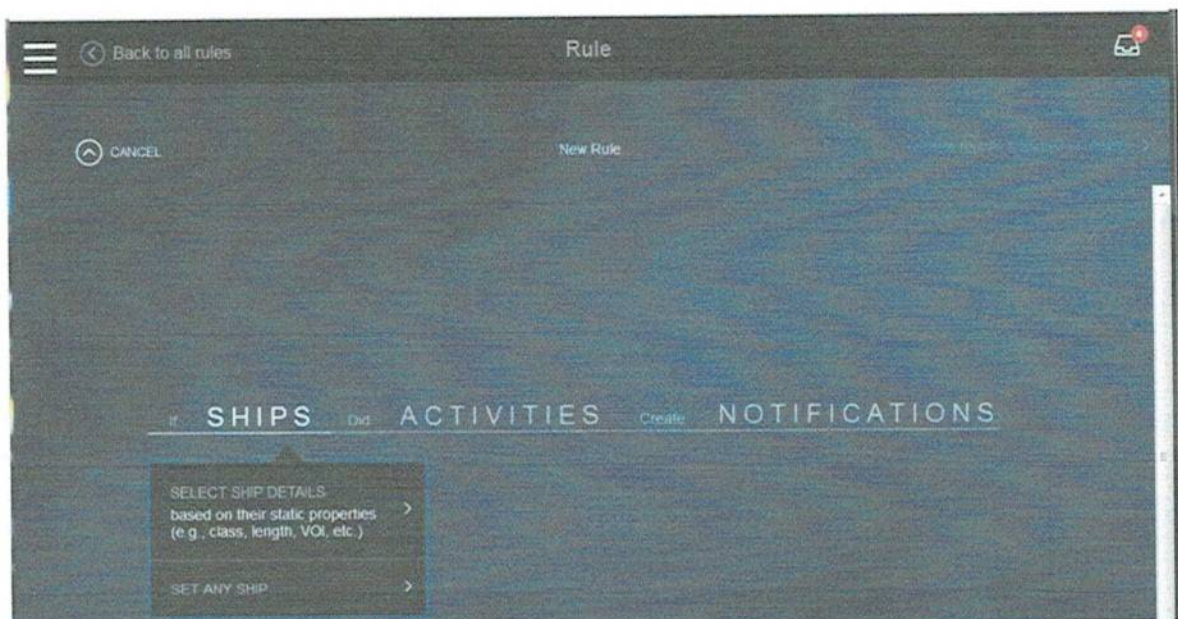 Back to all rules
Rule
6
CANCEL
New Rule
If SHIPS Did ACTIVITIES Create NOTIFICATIONS
SELECT SHIP DETAILS
based on their static properties
(e.g., class, length, VOI, etc.)
SET ANY SHIP